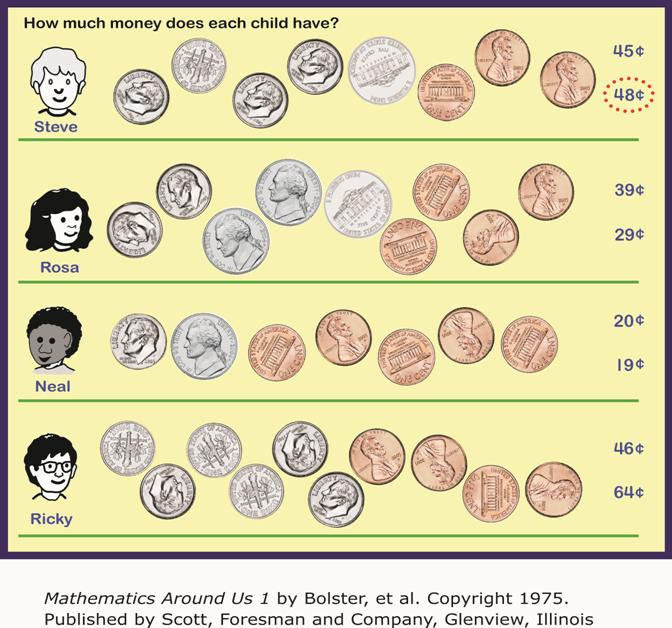 How much money does each child have?
45¢
48¢
Steve
39¢
29¢
Rosa
20¢
19¢
Neal
46¢
64¢
Ricky
Mathematics Around Us 1 by Bolster, et al. Copyright 1975.
Published by Scott, Foresman and Company, Glenview, Illinois